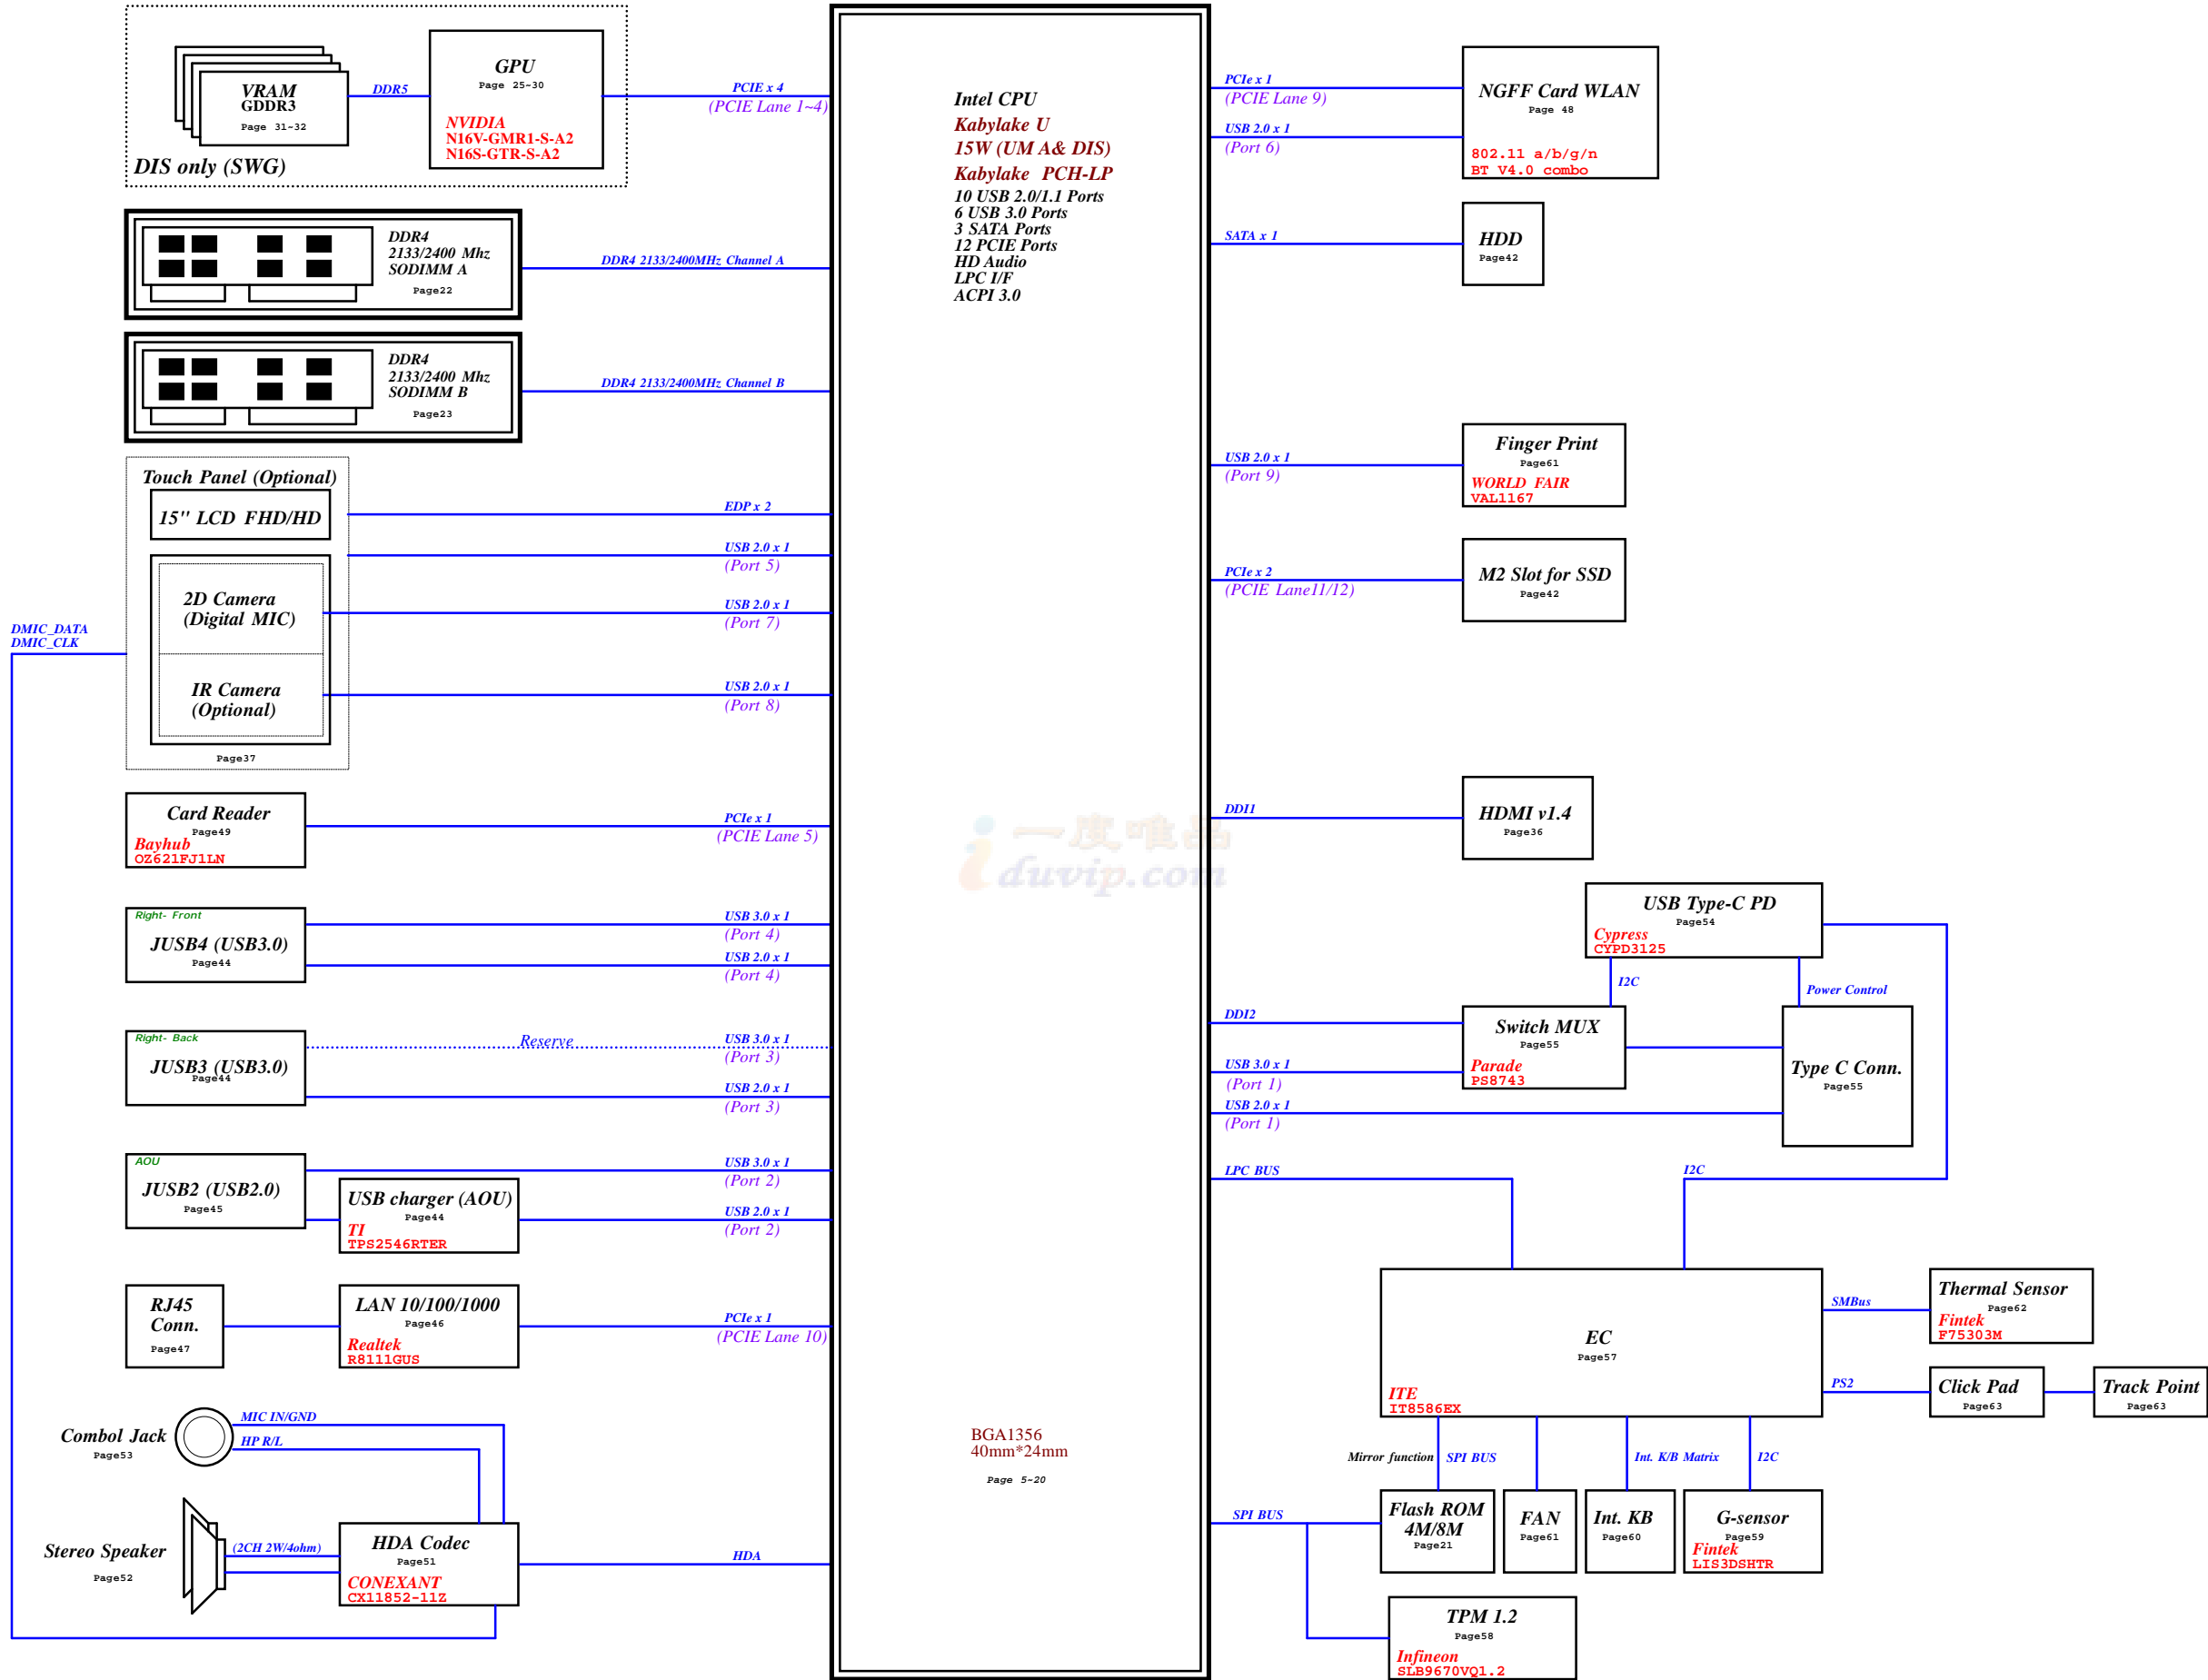 VRAM
GDDR3
Page 31~32
DDR5
GPU
Page 25~30
NVIDIA
N16V-GMR1-S-A2
N16S-GTR-S-A2
DIS only (SWG)
PCIE x 4
(PCIE Lane 1~4)
DDR4
2133/2400 Mhz
SODIMM A
Page22
DDR4 2133/2400MHz Channel A
DDR4
2133/2400 Mhz
SODIMM B
Page23
DDR4 2133/2400MHz Channel B
Touch Panel (Optional)
15" LCD FHD/HD
EDP x 2
USB 2.0 x 1
(Port 5)
2D Camera
(Digital MIC)
USB 2.0 x 1
(Port 7)
DMIC_DATA
DMIC_CLK
IR Camera
(Optional)
USB 2.0 x 1
(Port 8)
Page37
Card Reader
Page49
Bayhub
OZ621FJ1LN
PCIe x 1
(PCIE Lane 5)
Right- Front
JUSB4 (USB3.0)
Page44
USB 3.0 x 1
(Port 4)
USB 2.0 x 1
(Port 4)
Right- Back
JUSB3 (USB3.0)
Page44
Reserve
USB 3.0 x 1
(Port 3)
USB 2.0 x 1
(Port 3)
AOU
JUSB2 (USB2.0)
Page45
USB 3.0 x 1
(Port 2)
USB charger (AOU)
Page44
TI
TPS2546RTER
USB 2.0 x 1
(Port 2)
RJ45
Conn.
Page47
LAN 10/100/1000
Page46
Realtek
R8111GUS
PCIe x 1
(PCIE Lane 10)
Combol Jack
Page53
MIC IN/GND
HP R/L
Stereo Speaker
Page52
(2CH 2W/4ohm)
HDA Codec
Page51
CONEXANT
CX11852-11Z
HDA
Intel CPU
Kabylake U
15W (UM A& DIS)
Kabylake PCH-LP
10 USB 2.0/1.1 Ports
6 USB 3.0 Ports
3 SATA Ports
12 PCIE Ports
HD Audio
LPC I/F
ACPI 3.0
一度唯品
iduvip.com
BGA1356
40mm*24mm
Page 5~20
PCIe x 1
(PCIE Lane 9)
USB 2.0 x 1
(Port 6)
NGFF Card WLAN
Page 48
802.11 a/b/g/n
BT V4.0 combo
SATA x 1
HDD
Page42
USB 2.0 x 1
(Port 9)
Finger Print
Page61
WORLD FAIR
VAL1167
PCIe x 2
(PCIE Lane11/12)
M2 Slot for SSD
Page42
DDI1
HDMI v1.4
Page36
USB Type-C PD
Page54
Cypress
CYPD3125
I2C
Power Control
DDI2
USB 3.0 x 1
(Port 1)
Switch MUX
Page55
Parade
PS8743
Type C Conn.
Page55
USB 2.0 x 1
(Port 1)
LPC BUS
I2C
EC
Page57
ITE
IT8586EX
SMBus
Thermal Sensor
Page62
Fintek
F75303M
PS2
Click Pad
Page63
Track Point
Page63
Mirror function
SPI BUS
Int. K/B Matrix
I2C
SPI BUS
Flash ROM
4M/8M
Page21
FAN
Page61
Int. KB
Page60
G-sensor
Page59
Fintek
LIS3DSHTR
TPM 1.2
Page58
Infineon
SLB9670VQ1.2